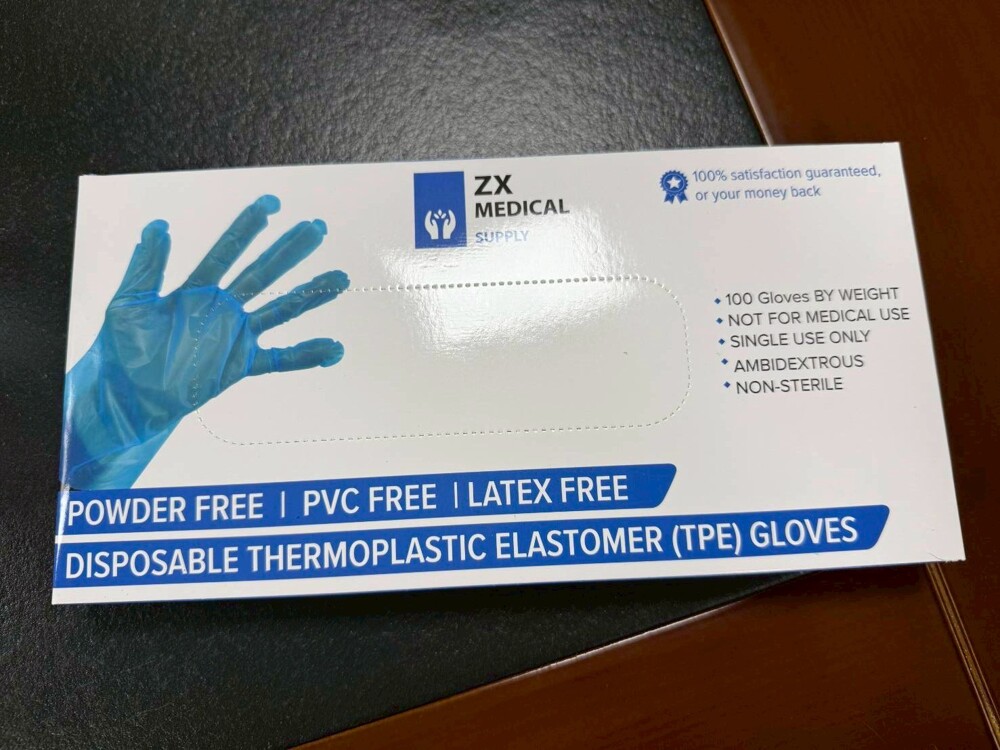 ZX
MEDICAL
SUPPLY
100% satisfaction guaranteed,
or your money back
100 Gloves BY WEIGHT
NOT FOR MEDICAL USE
SINGLE USE ONLY
AMBIDEXTROUS
NON-STERILE
POWDER FREE | PVC FREE | LATEX FREE
DISPOSABLE THERMOPLASTIC ELASTOMER (TPE) GLOVES